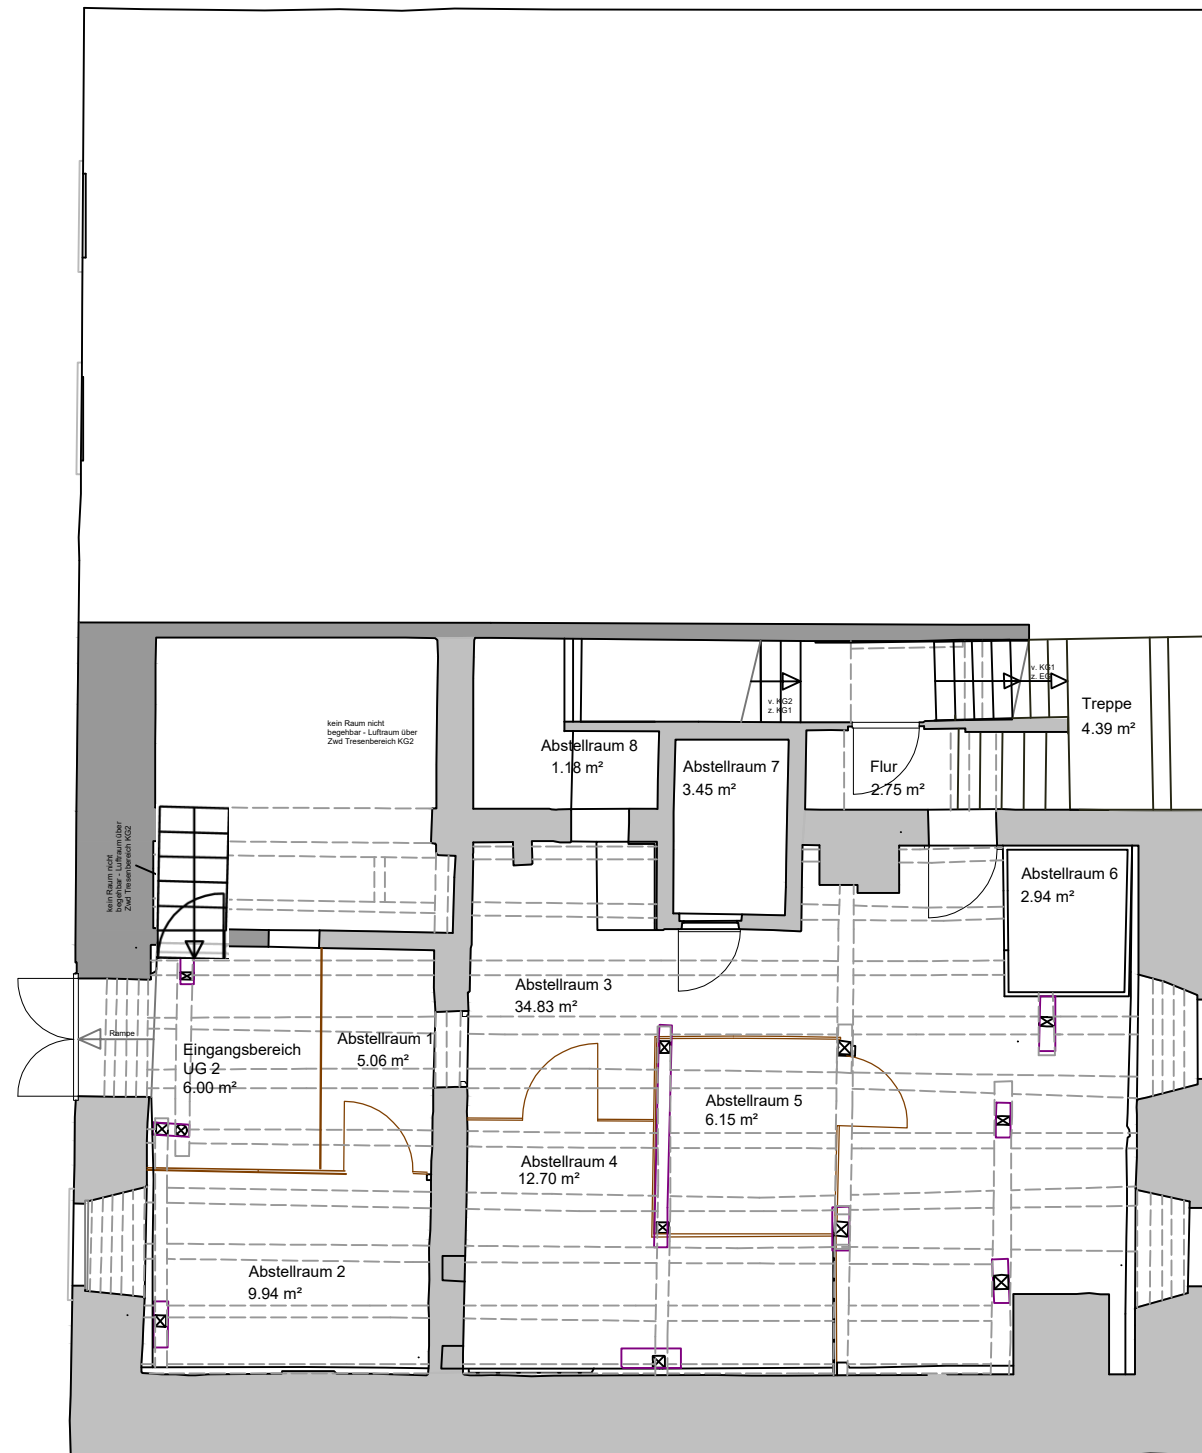 v. KG1
z. EG
v. KG2
z. KG1
Treppe
4.39 m²
kein Raum nicht
begehbar - Luftraum über
Zwd Tresenbereich KG2
Abstellraum 8
1.18 m²
Abstellraum 7
3.45 m²
Flur
2.75 m²
kein Raum nicht
begehbar - Luftraum über
Zwd Tresenbereich KG2
Abstellraum 6
2.94 m²
Abstellraum 3
34.83 m²
Rampe
Eingangsbereich
UG 2
6.00 m²
Abstellraum 1
5.06 m²
Abstellraum 5
6.15 m²
Abstellraum 4
12.70 m²
Abstellraum 2
9.94 m²